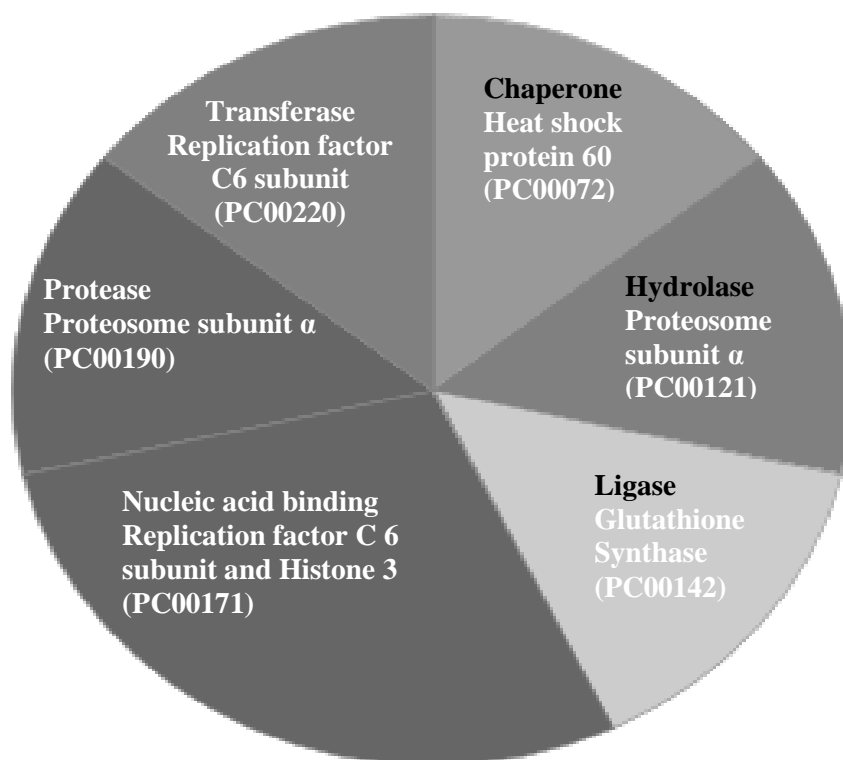 Chaperone
Heat shock
protein 60
(PC00072)
Hydrolase
Proteosome
subunit α
(PC00121)
Ligase
Glutathione
Synthase
(PC00142)
Nucleic acid binding
Replication factor C 6
subunit and Histone 3
(PC00171)
Protease
Proteosome subunit α
(PC00190)
Transferase
Replication factor
C6 subunit
(PC00220)